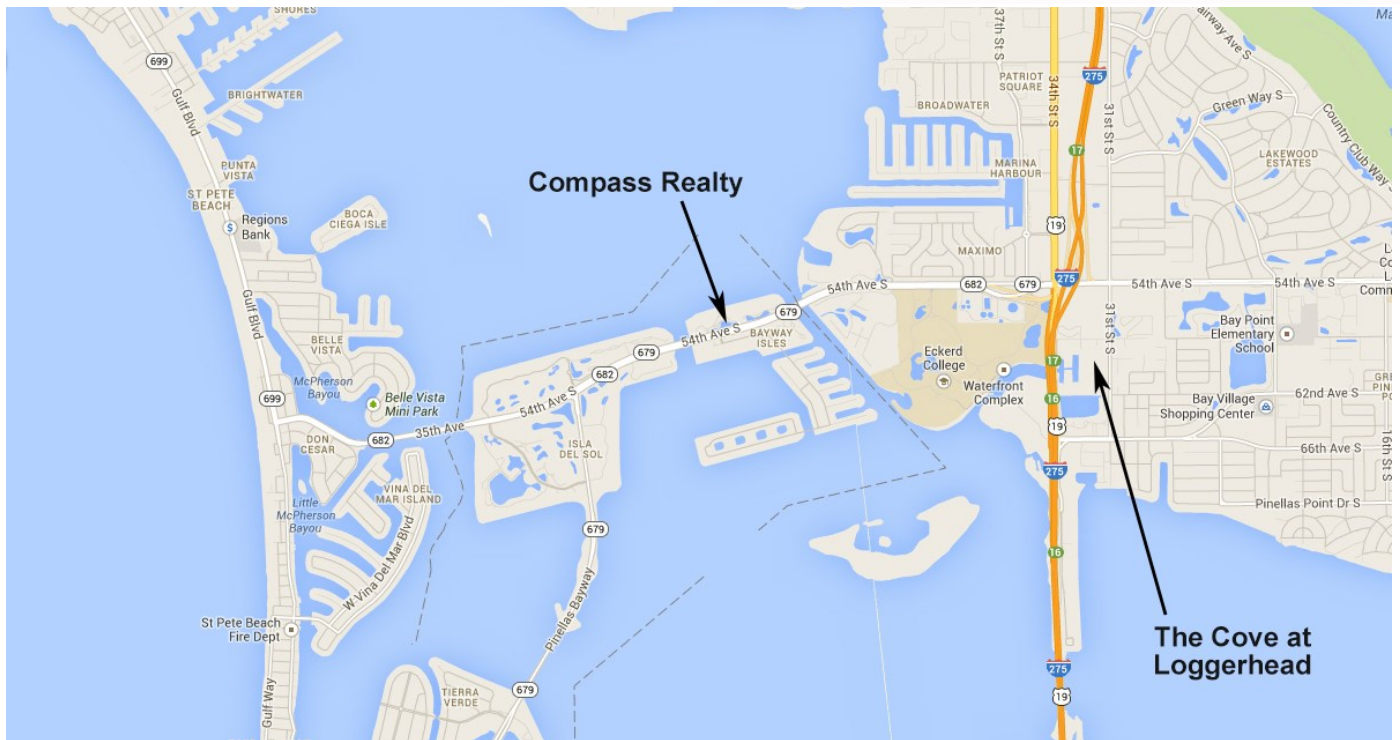 SHORES
699
Gulf Blvd
BRIGHTWATER
PUNTA
VISTA
ST PETE
BEACH
$
Regions
Bank
BOCA
CIEGA ISLE
Gulf Blvd
BELLE
VISTA
McPherson
Bayou
Belle Vista
Mini Park
699
682
35th Ave
DON
CESAR
VINA DEL
MAR ISLAND
Little
McPherson
Bayou
W Vina Del Mar Blvd
St Pete Beach
Fire Dept
Gulf Way
Compass Realty
54th Ave S
682
679
54th Ave S
679
BAYWAY
ISLES
ISLA
DEL SOL
679
Pinellas Bayway
679
TIERRA
VERDE
37th St S
PATRIOT
SQUARE
BROADWATER
MARINA
HARBOUR
MAXIMO
34th St S
275
31st St S
17
19
275
54th Ave S
682
679
54th Ave S
54th Ave S
31st St S
Fairway Ave S
Green Way S
Country Club Way S
LAKEWOOD
ESTATES
Bay Point
Elementary
School
Eckerd
College
Waterfront
Complex
17
16
19
275
62nd Ave S
Bay Village
Shopping Center
66th Ave S
16th St S
Pinellas Point Dr S
16
The Cove at
Loggerhead
275
19